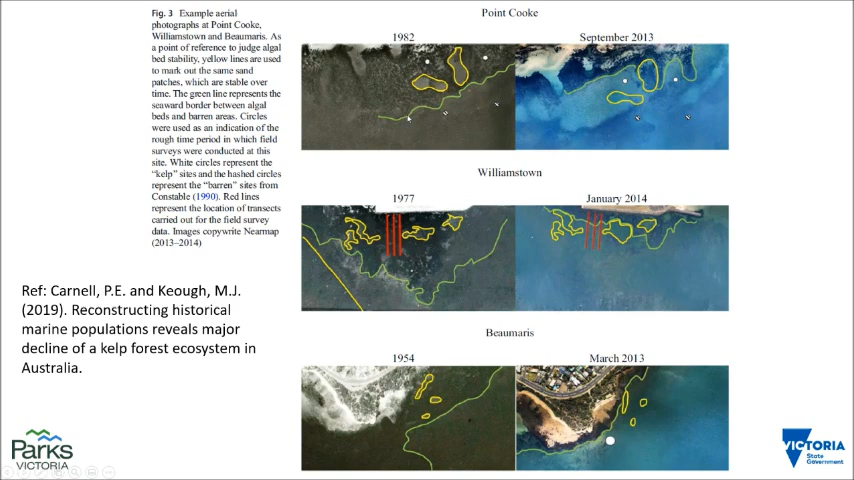 Fig. 3 Example aerial
photographs at Point Cooke,
Williamstown and Beaumaris. As
a point of reference to judge algal
bed stability, yellow lines are used
to mark out the same sand
patches, which are stable over
time. The green line represents the
seaward border between algal
beds and barren areas. Circles
were used as an indication of the
rough time period in which field
surveys were conducted at this
site. White circles represent the
“kelp” sites and the hashed circles
represent the “barren” sites from
Constable (1990). Red lines
represent the location of transects
carried out for the field survey
data. Images copywrite Nearmap
(2013–2014)
Point Cooke
1982
September 2013
Williamstown
1977
January 2014
Beaumaris
1954
March 2013
Ref: Carnell, P.E. and Keough, M.J.
(2019). Reconstructing historical
marine populations reveals major
decline of a kelp forest ecosystem in
Australia.
Parks
VICTORIA
VICTORIA
State
Government